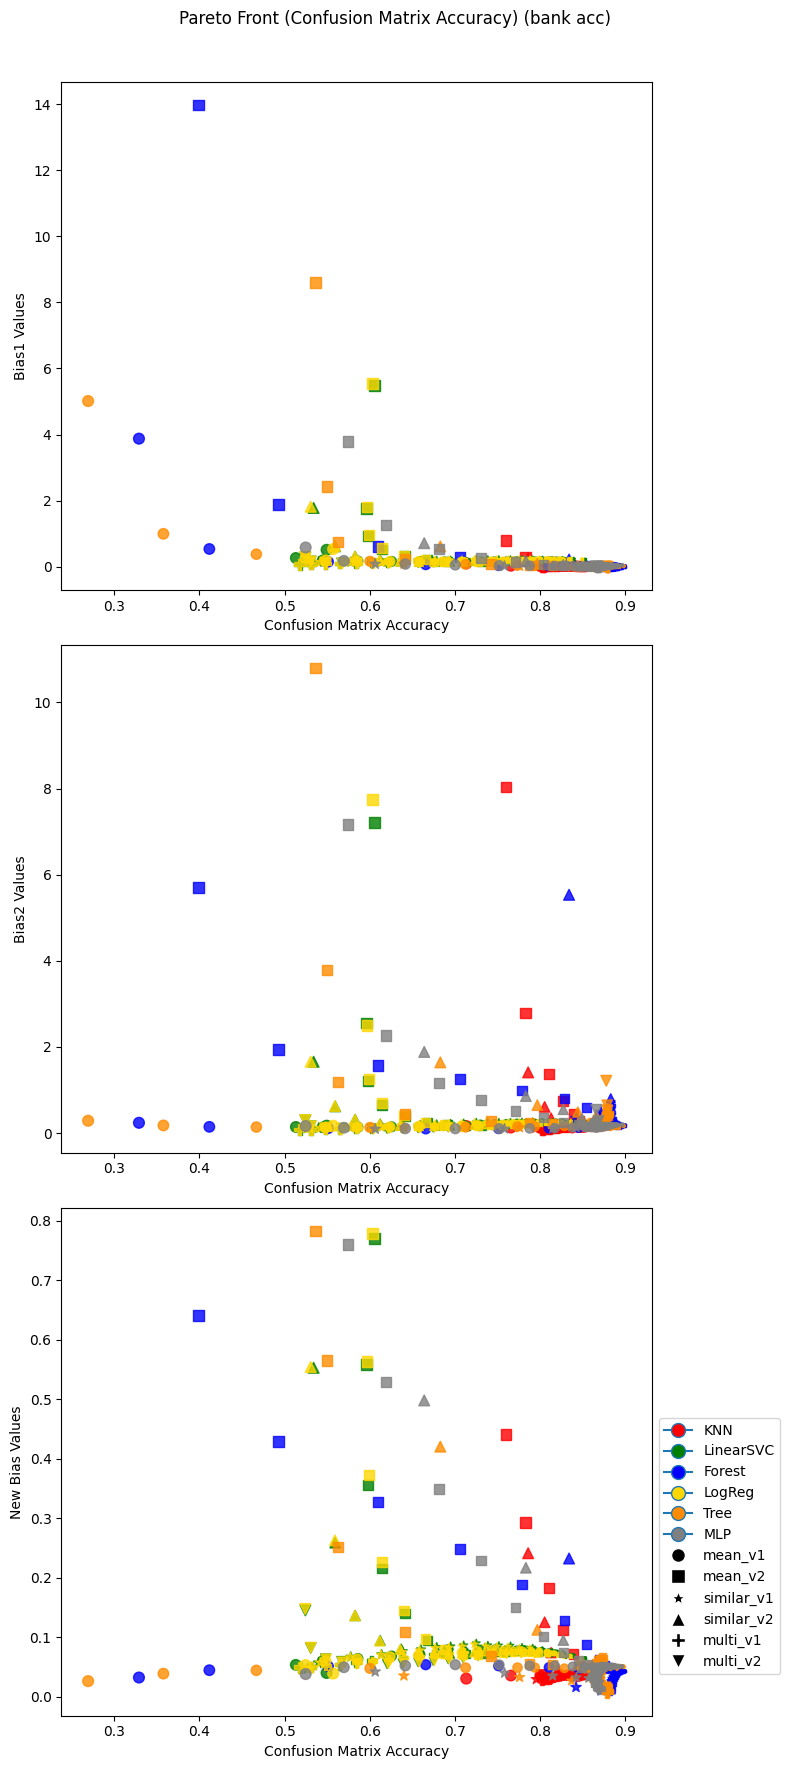 Pareto Front (Confusion Matrix Accuracy) (bank acc)
14
12
10
8
6
4
2
0
Bias1 Values
0.3 0.4 0.5 0.6 0.7 0.8 0.9
Confusion Matrix Accuracy
10
8
6
4
2
0
Bias2 Values
0.3 0.4 0.5 0.6 0.7 0.8 0.9
Confusion Matrix Accuracy
0.8
0.7
0.6
0.5
0.4
0.3
0.2
0.1
0.0
New Bias Values
0.3 0.4 0.5 0.6 0.7 0.8 0.9
Confusion Matrix Accuracy
KNN
LinearSVC
Forest
LogReg
Tree
MLP
mean_v1
mean_v2
similar_v1
similar_v2
multi_v1
multi_v2